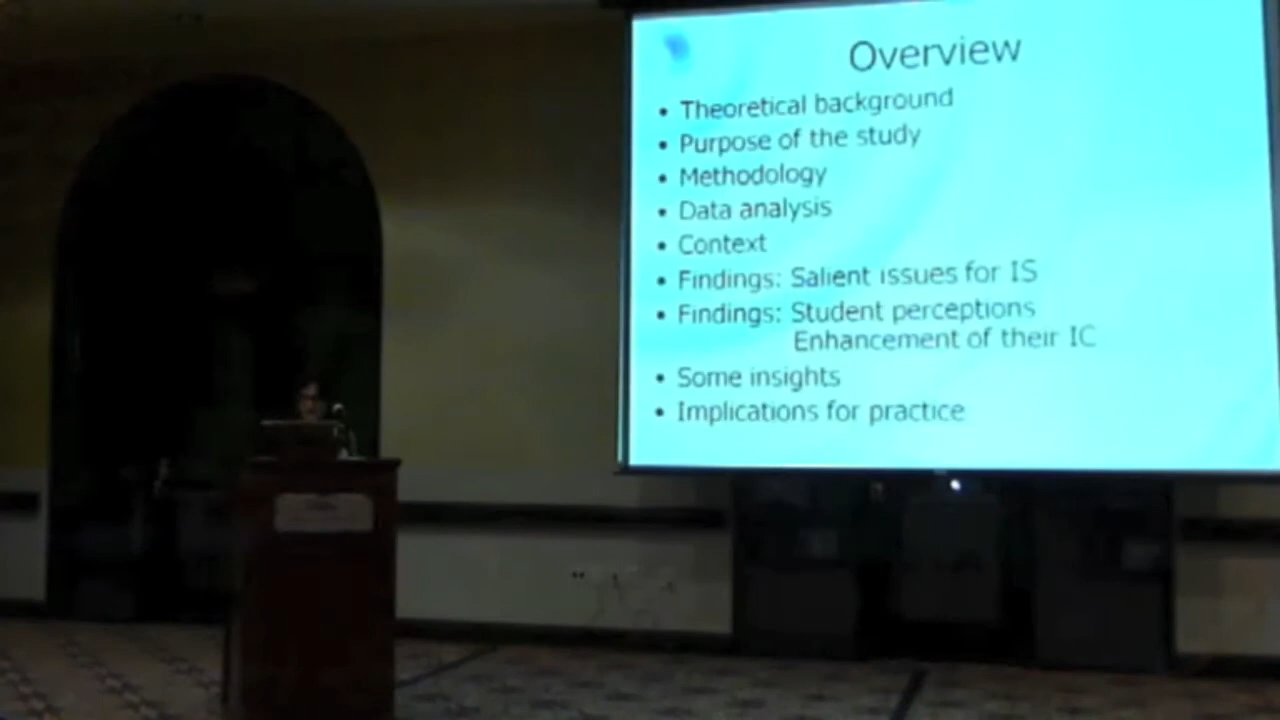 Overview
• Theoretical background
• Purpose of the study
• Methodology
• Data analysis
• Context
• Findings: Salient issues for IS
• Findings: Student perceptions
Enhancement of their IC
• Some insights
• Implications for practice